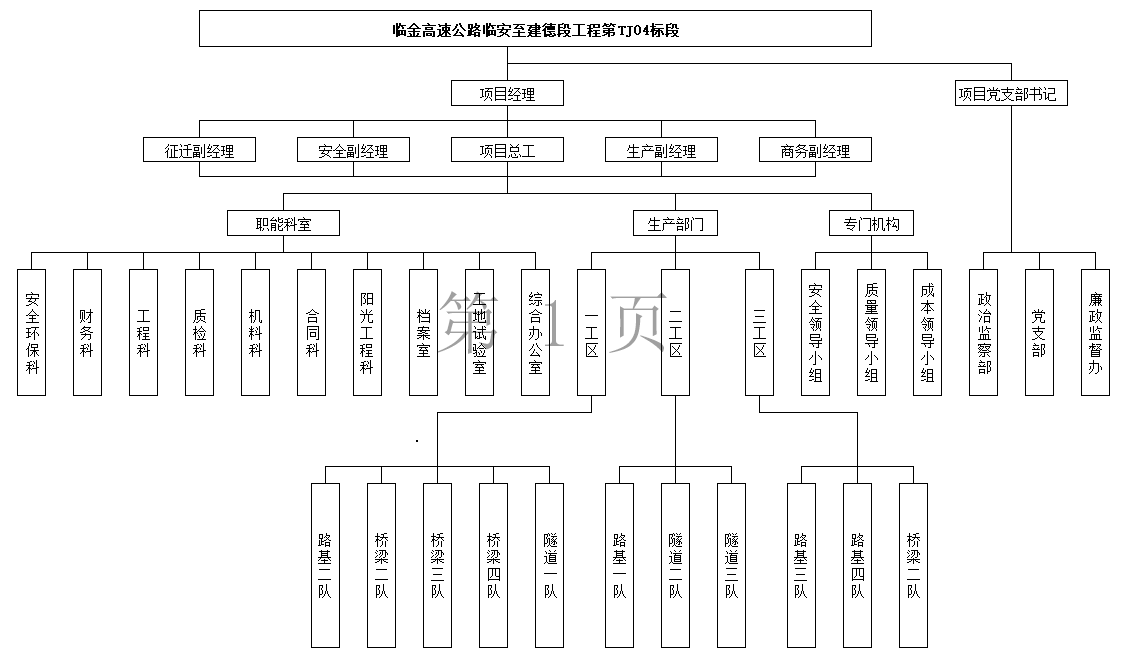 临金高速公路临安至建德段工程第TJ04标段
项目经理
项目党支部书记
征迁副经理
安全副经理
项目总工
生产副经理
商务副经理
职能科室
生产部门
专门机构
安全环保科
财务科
工程科
质检科
机料科
合同科
阳光工程科
档案室
工地试验室
综合办公室
一工区
二工区
三工区
安全领导小组
质量领导小组
成本领导小组
政治监察部
党支部
廉政监督办
第 1 页
路基二队
桥梁二队
桥梁三队
桥梁四队
隧道一队
路基一队
隧道二队
隧道三队
路基三队
路基四队
桥梁二队